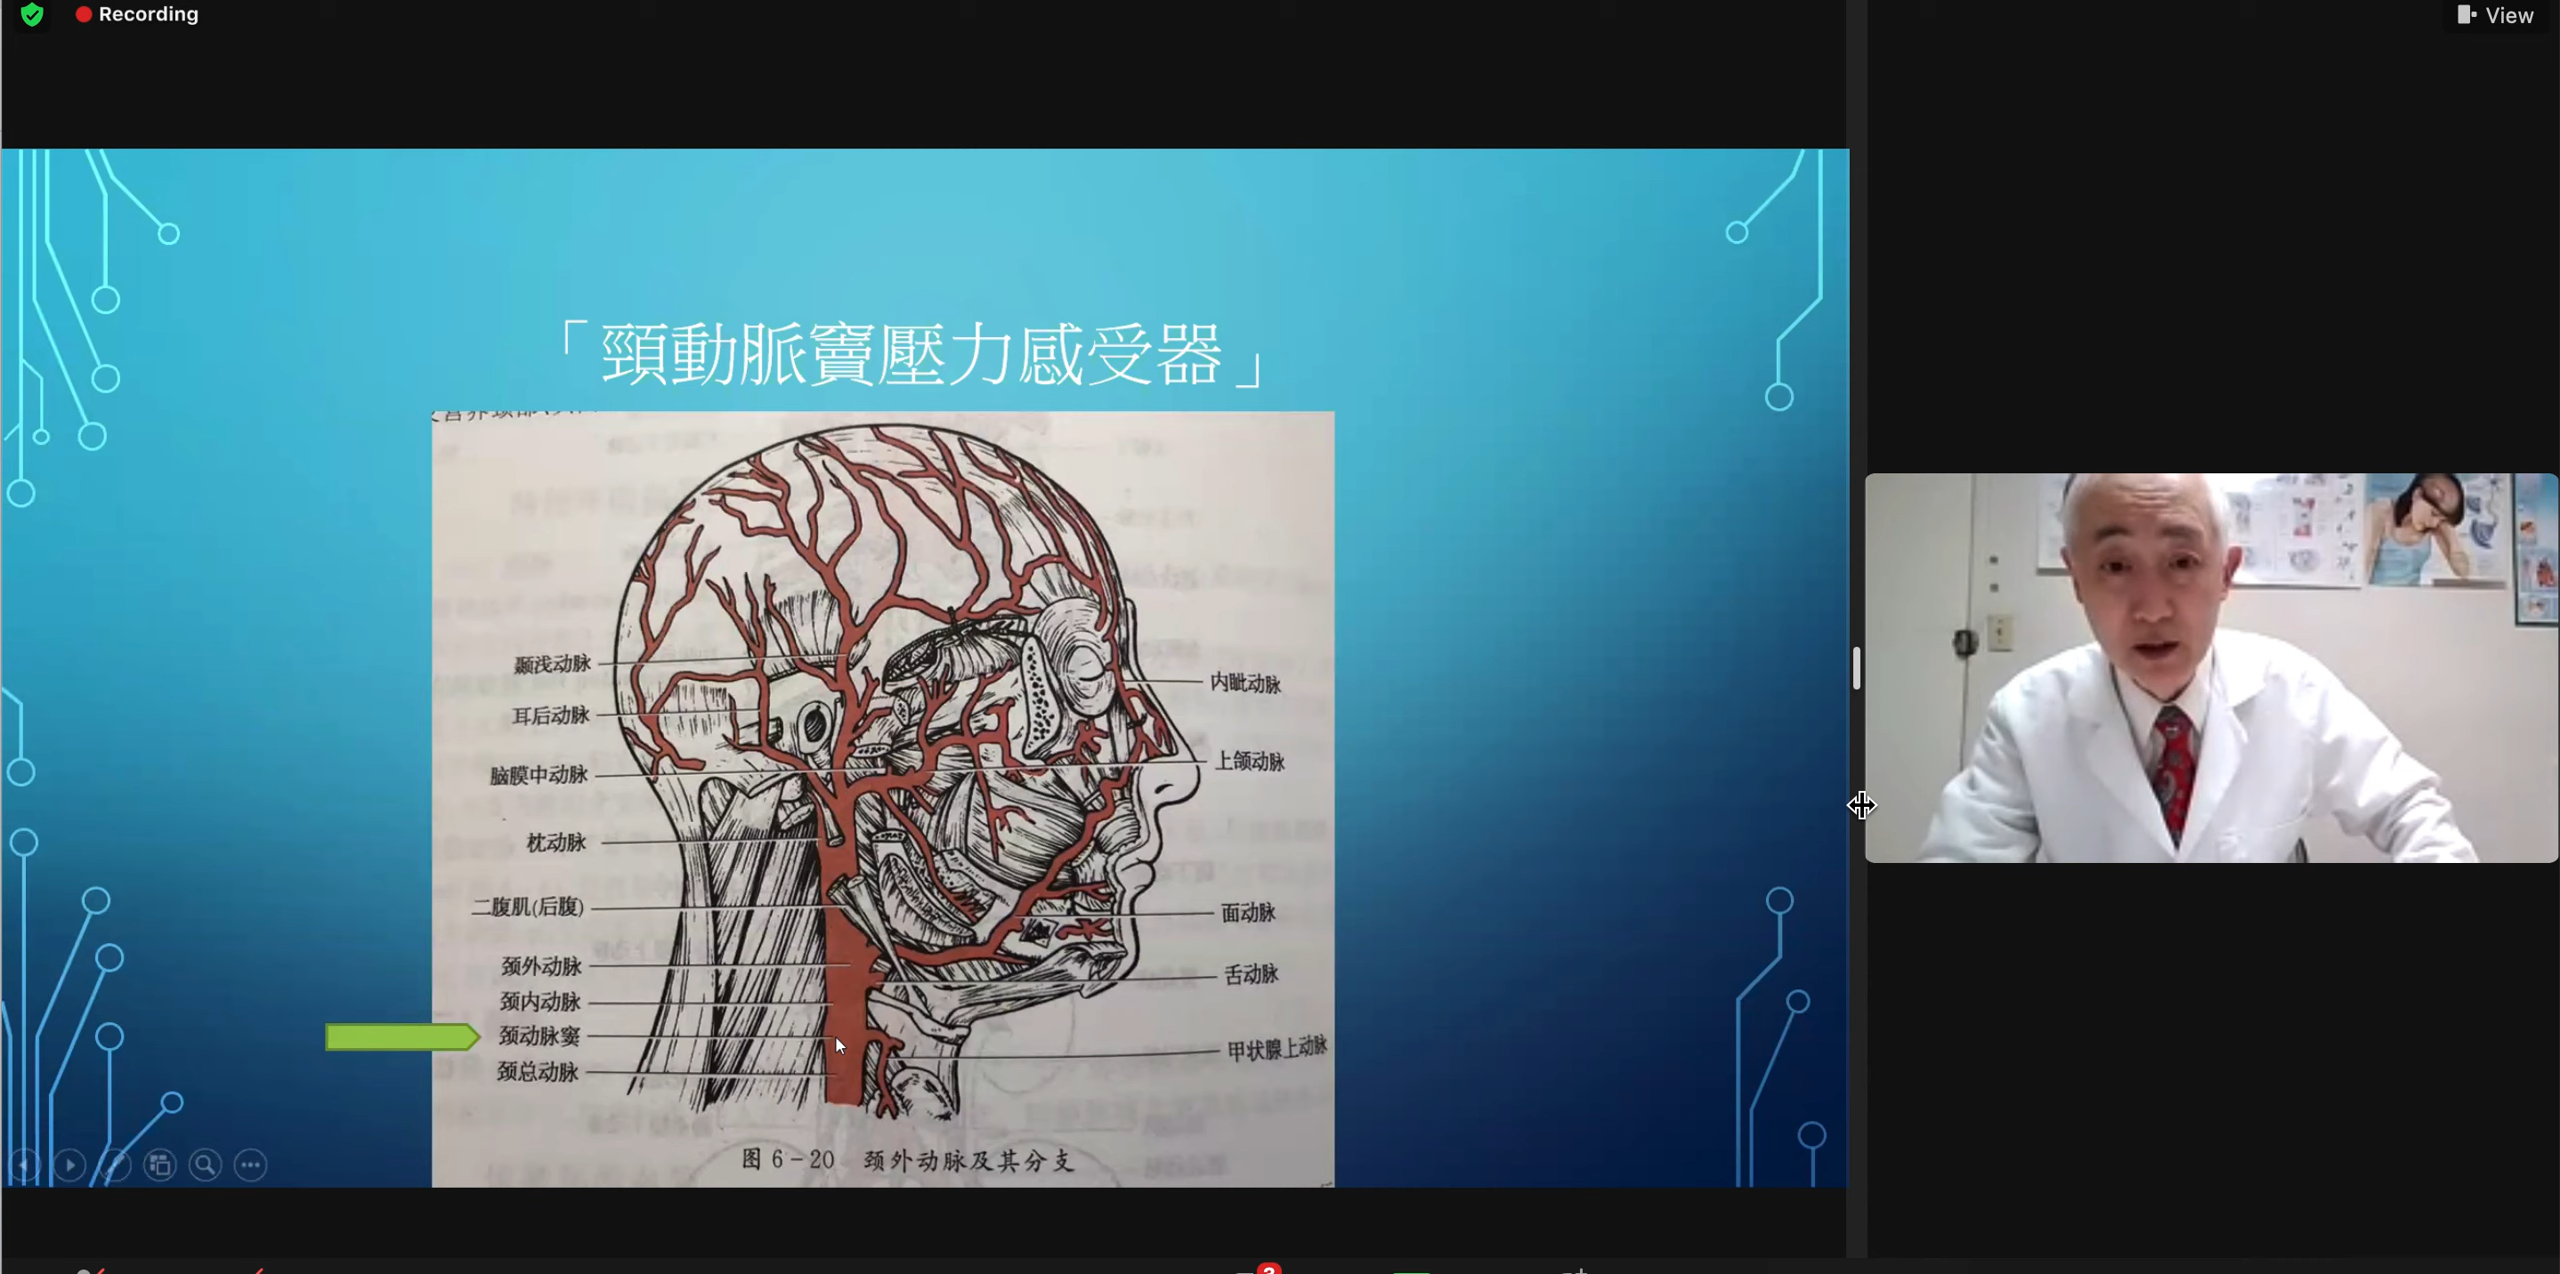 Recording
View
「頸動脈竇壓力感受器」
颞浅动脉
耳后动脉
脑膜中动脉
枕动脉
二腹肌(后腹)
颈外动脉
颈内动脉
颈动脉窦
颈总动脉
内眦动脉
上颌动脉
面动脉
舌动脉
甲状腺上动脉
图 6-20 颈外动脉及其分支